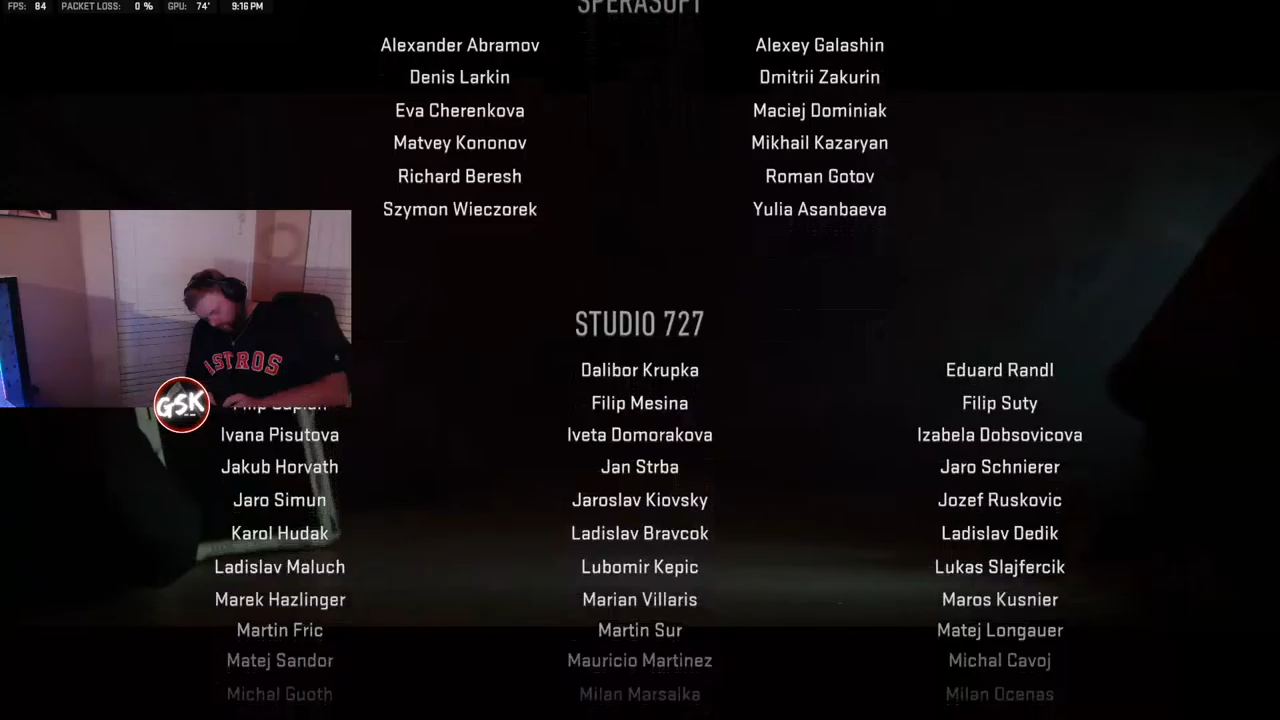 FPS: 84 PACKET LOSS: 0 % GPU: 74° 9:16 PM
SPERASOFT
Alexander Abramov Alexey Galashin
Denis Larkin Dmitrii Zakurin
Eva Cherenkova Maciej Dominiak
Matvey Kononov Mikhail Kazaryan
Richard Beresh Roman Gotov
Szymon Wieczorek Yulia Asanbaeva
ASTROS
GSK
STUDIO 727
Dalibor Krupka Eduard Randl
Filip Mesina Filip Suty
Ivana Pisutova Iveta Domorakova Izabela Dobsovicova
Jakub Horvath Jan Strba Jaro Schnierer
Jaro Simun Jaroslav Kiovsky Jozef Ruskovic
Karol Hudak Ladislav Bravcok Ladislav Dedik
Ladislav Maluch Lubomir Kepic Lukas Slajfercik
Marek Hazlinger Marian Villaris Maros Kusnier
Martin Fric Martin Sur Matej Longauer
Matej Sandor Mauricio Martinez Michal Cavoj
Michal Guoth Milan Marsalka Milan Ocenas